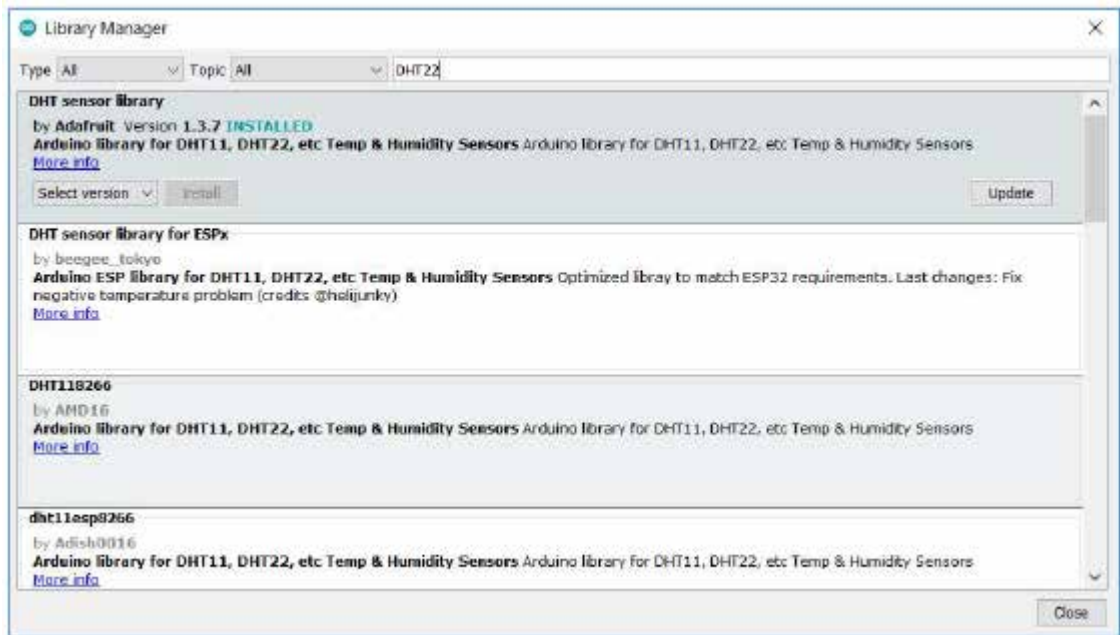 Library Manager
Type All Topic All DHT22
DHT sensor library
by Adafruit Version 1.3.7 INSTALLED
Arduino library for DHT11, DHT22, etc Temp & Humidity Sensors Arduino library for DHT11, DHT22, etc Temp & Humidity Sensors
More info
Select version Install Update
DHT sensor library for ESPx
by beegee_tokyo
Arduino ESP library for DHT11, DHT22, etc Temp & Humidity Sensors Optimized libray to match ESP32 requirements. Last changes: Fix
negative temperature problem (credits @helijunky)
More info
DHT118266
by AMD16
Arduino library for DHT11, DHT22, etc Temp & Humidity Sensors Arduino library for DHT11, DHT22, etc Temp & Humidity Sensors
More info
dht11esp8266
by Adish0016
Arduino library for DHT11, DHT22, etc Temp & Humidity Sensors Arduino library for DHT11, DHT22, etc Temp & Humidity Sensors
More info
Close